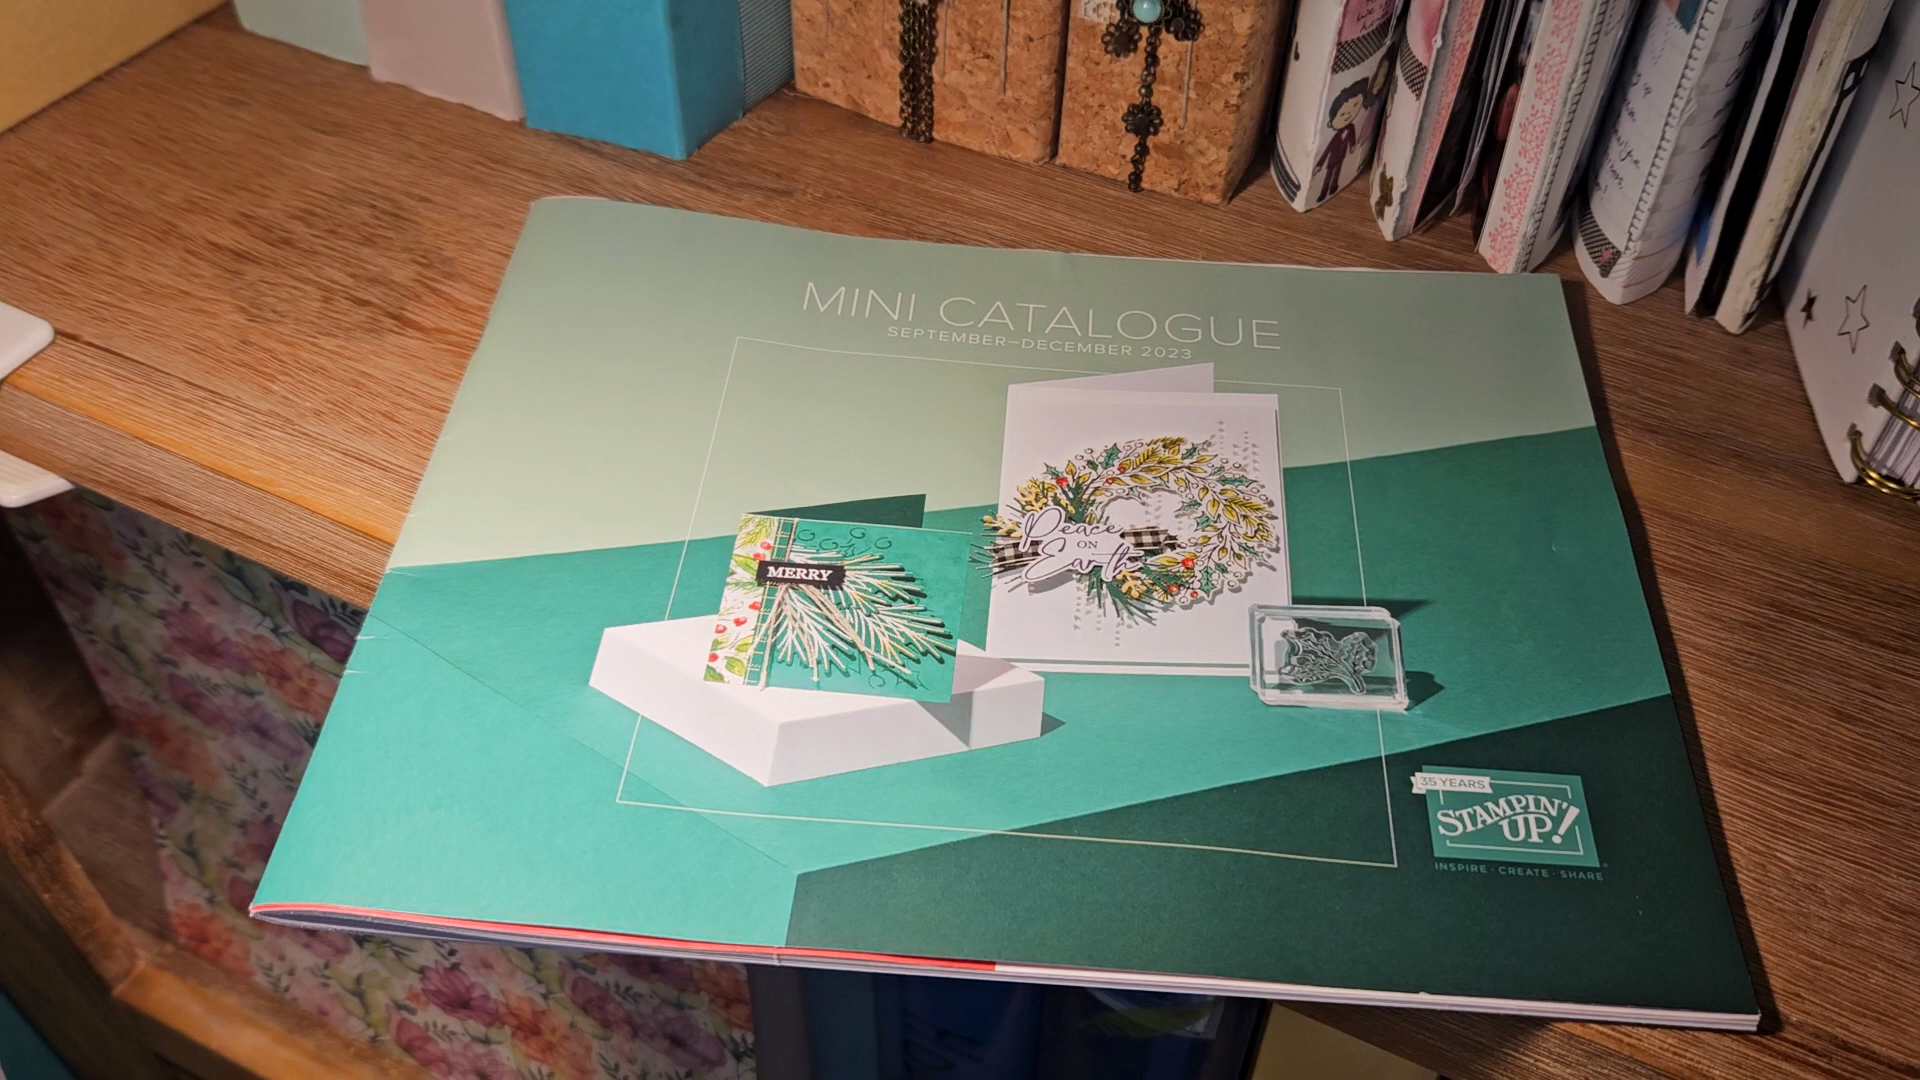 MINI CATALOGUE
SEPTEMBER–DECEMBER 2023
Peace
ON
Earth
MERRY
35 YEARS
STAMPIN'
UP!
INSPIRE · CREATE · SHARE